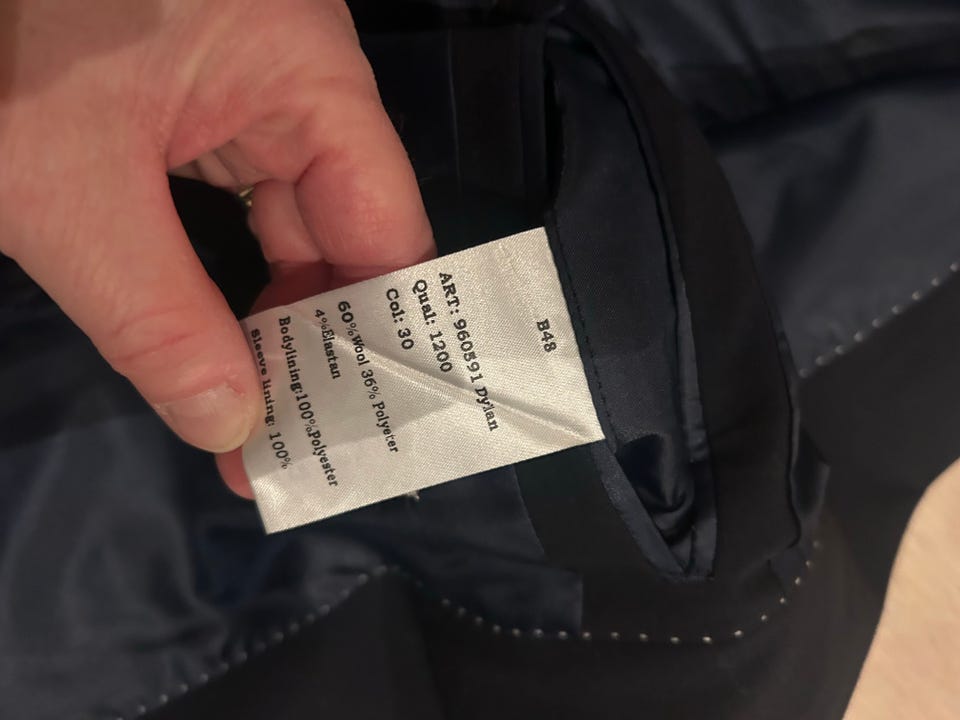 B48
ART: 960591 Dylan
Qual: 1200
Col: 30
60%Wool 36% Polyeter
4%Elastan
Bodylining:100%Polyester
Sleeve lining: 100%